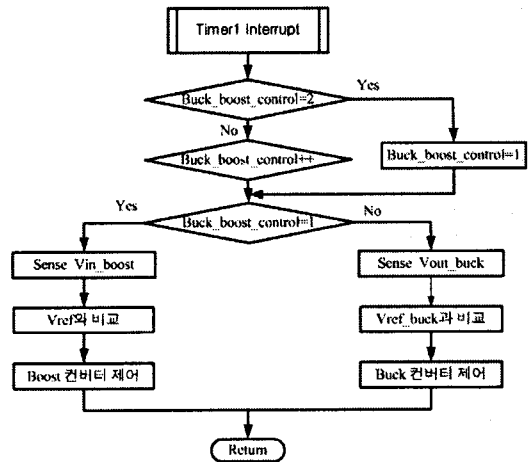 Timer1 Interrupt
Buck_boost_control=2
Yes
No
Buck_boost_control++
Buck_boost_control=1
Buck_boost_control=1
Yes
No
Sense Vin_boost
Sense Vout_buck
Vref와 비교
Vref_buck과 비교
Boost 컨버터 제어
Buck 컨버터 제어
Return